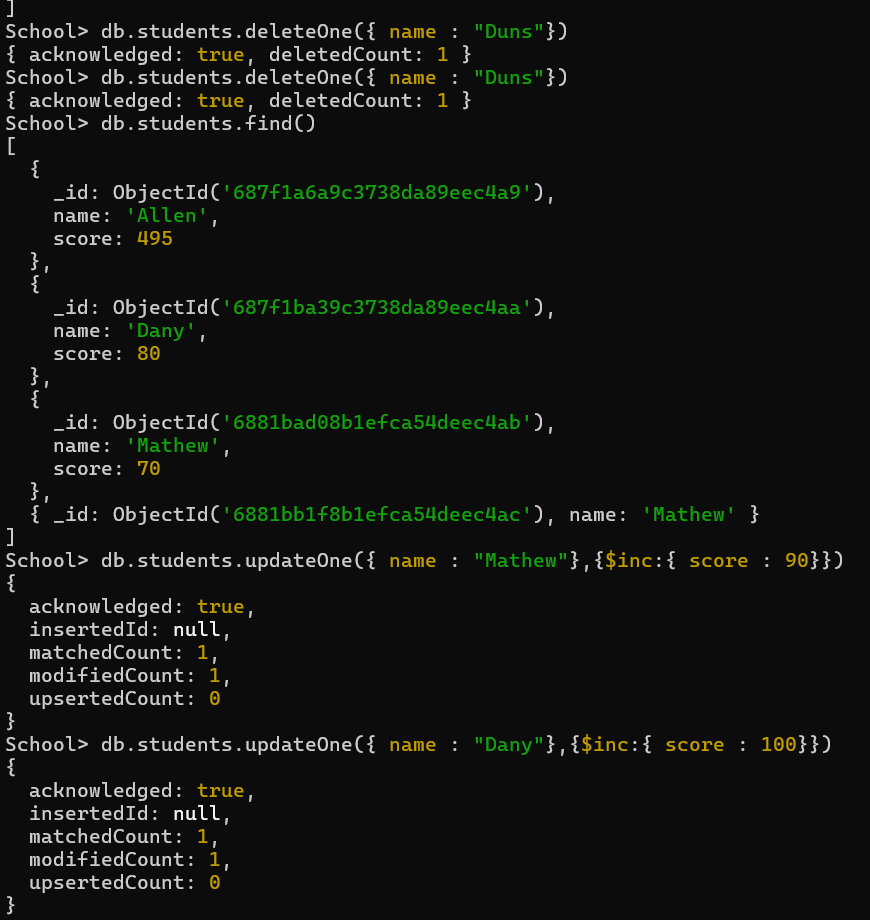 ]
School> db.students.deleteOne({ name : "Duns"})
{ acknowledged: true, deletedCount: 1 }
School> db.students.deleteOne({ name : "Duns"})
{ acknowledged: true, deletedCount: 1 }
School> db.students.find()
[
  {
    _id: ObjectId('687f1a6a9c3738da89eec4a9'),
    name: 'Allen',
    score: 495
  },
  {
    _id: ObjectId('687f1ba39c3738da89eec4aa'),
    name: 'Dany',
    score: 80
  },
  {
    _id: ObjectId('6881bad08b1efca54deec4ab'),
    name: 'Mathew',
    score: 70
  },
  { _id: ObjectId('6881bb1f8b1efca54deec4ac'), name: 'Mathew' }
]
School> db.students.updateOne({ name : "Mathew"},{$inc:{ score : 90}})
{
  acknowledged: true,
  insertedId: null,
  matchedCount: 1,
  modifiedCount: 1,
  upsertedCount: 0
}
School> db.students.updateOne({ name : "Dany"},{$inc:{ score : 100}})
{
  acknowledged: true,
  insertedId: null,
  matchedCount: 1,
  modifiedCount: 1,
  upsertedCount: 0
}